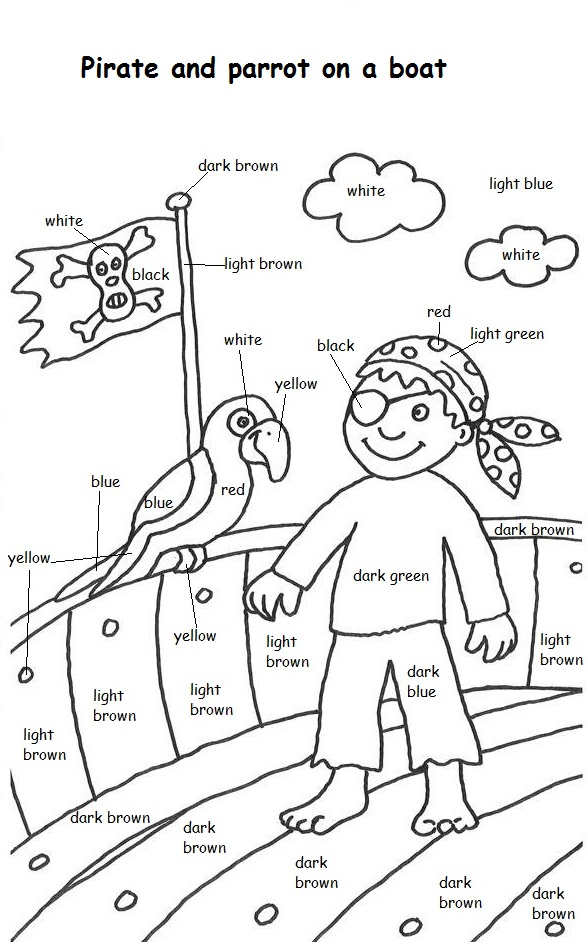 Pirate and parrot on a boat
dark brown
white
light blue
white
white
black
light brown
red
light green
white
black
yellow
blue
blue
red
dark brown
yellow
dark green
yellow
light
brown
light
brown
dark
blue
light
brown
light
brown
light
brown
dark brown
dark
brown
dark
brown
dark
brown
dark
brown